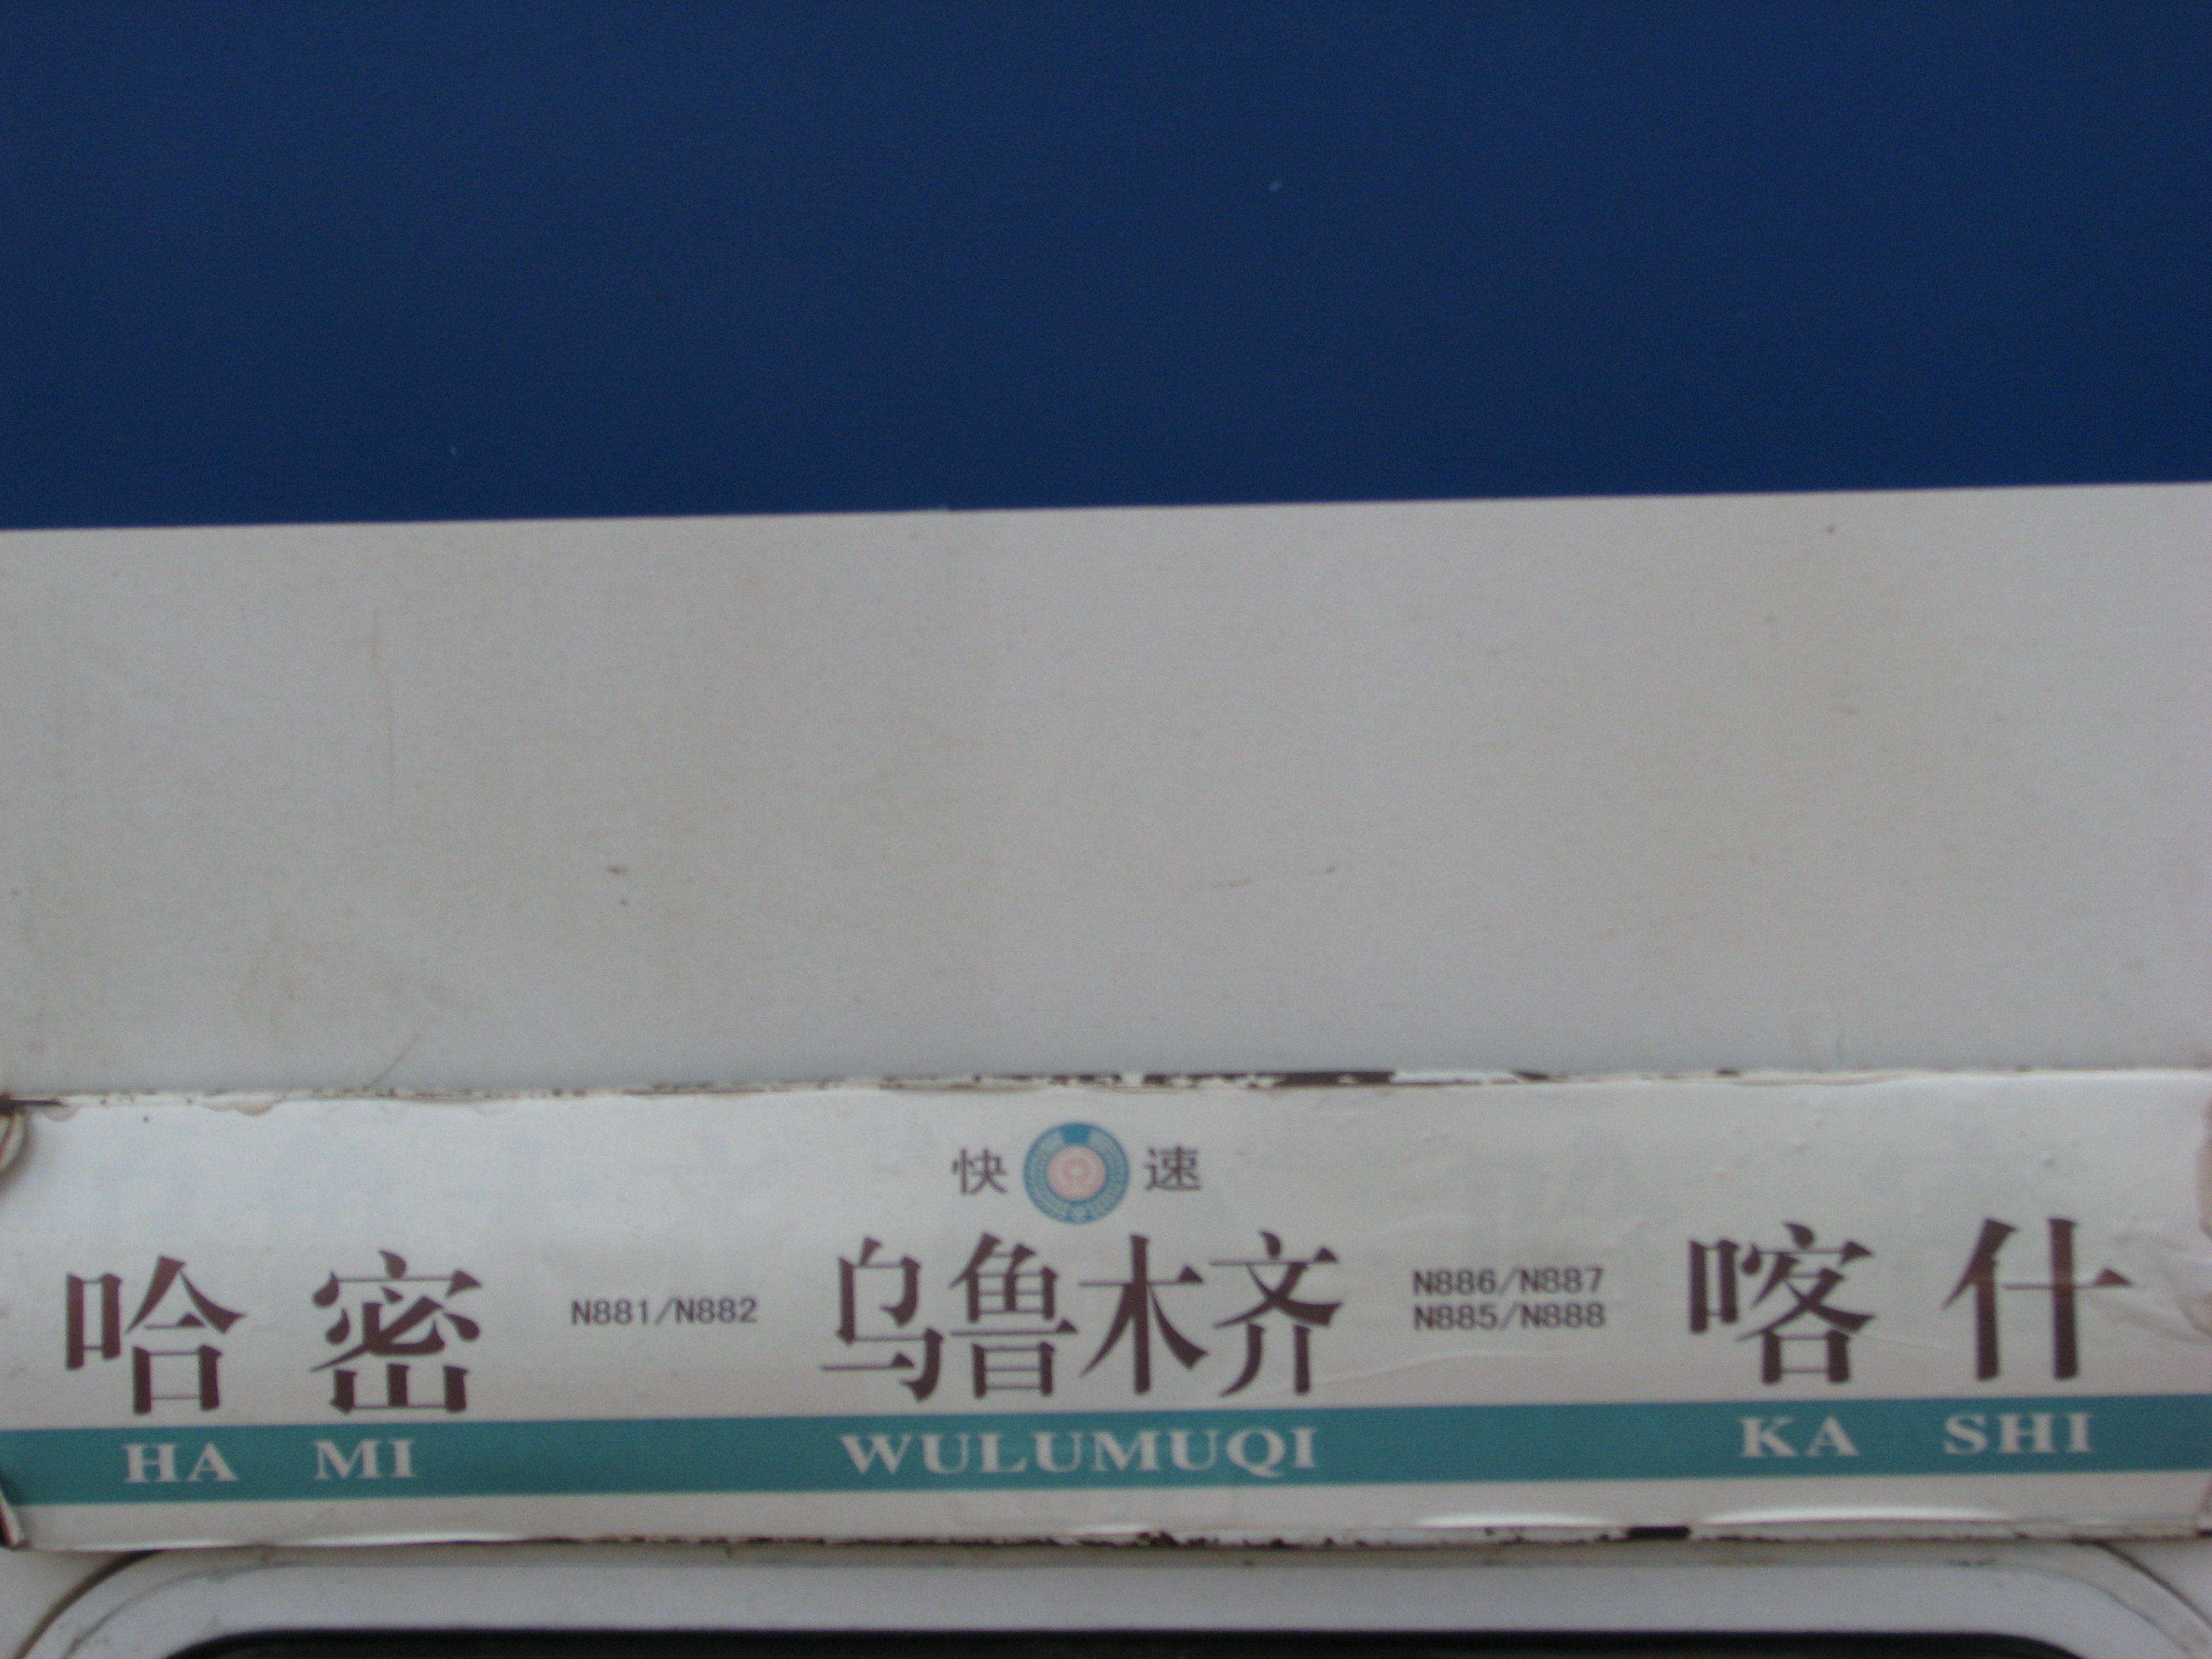 快 速
哈 密 N881/N882 乌鲁木齐 N886/N887 喀 什
N885/N888
HA MI WULUMUQI KA SHI